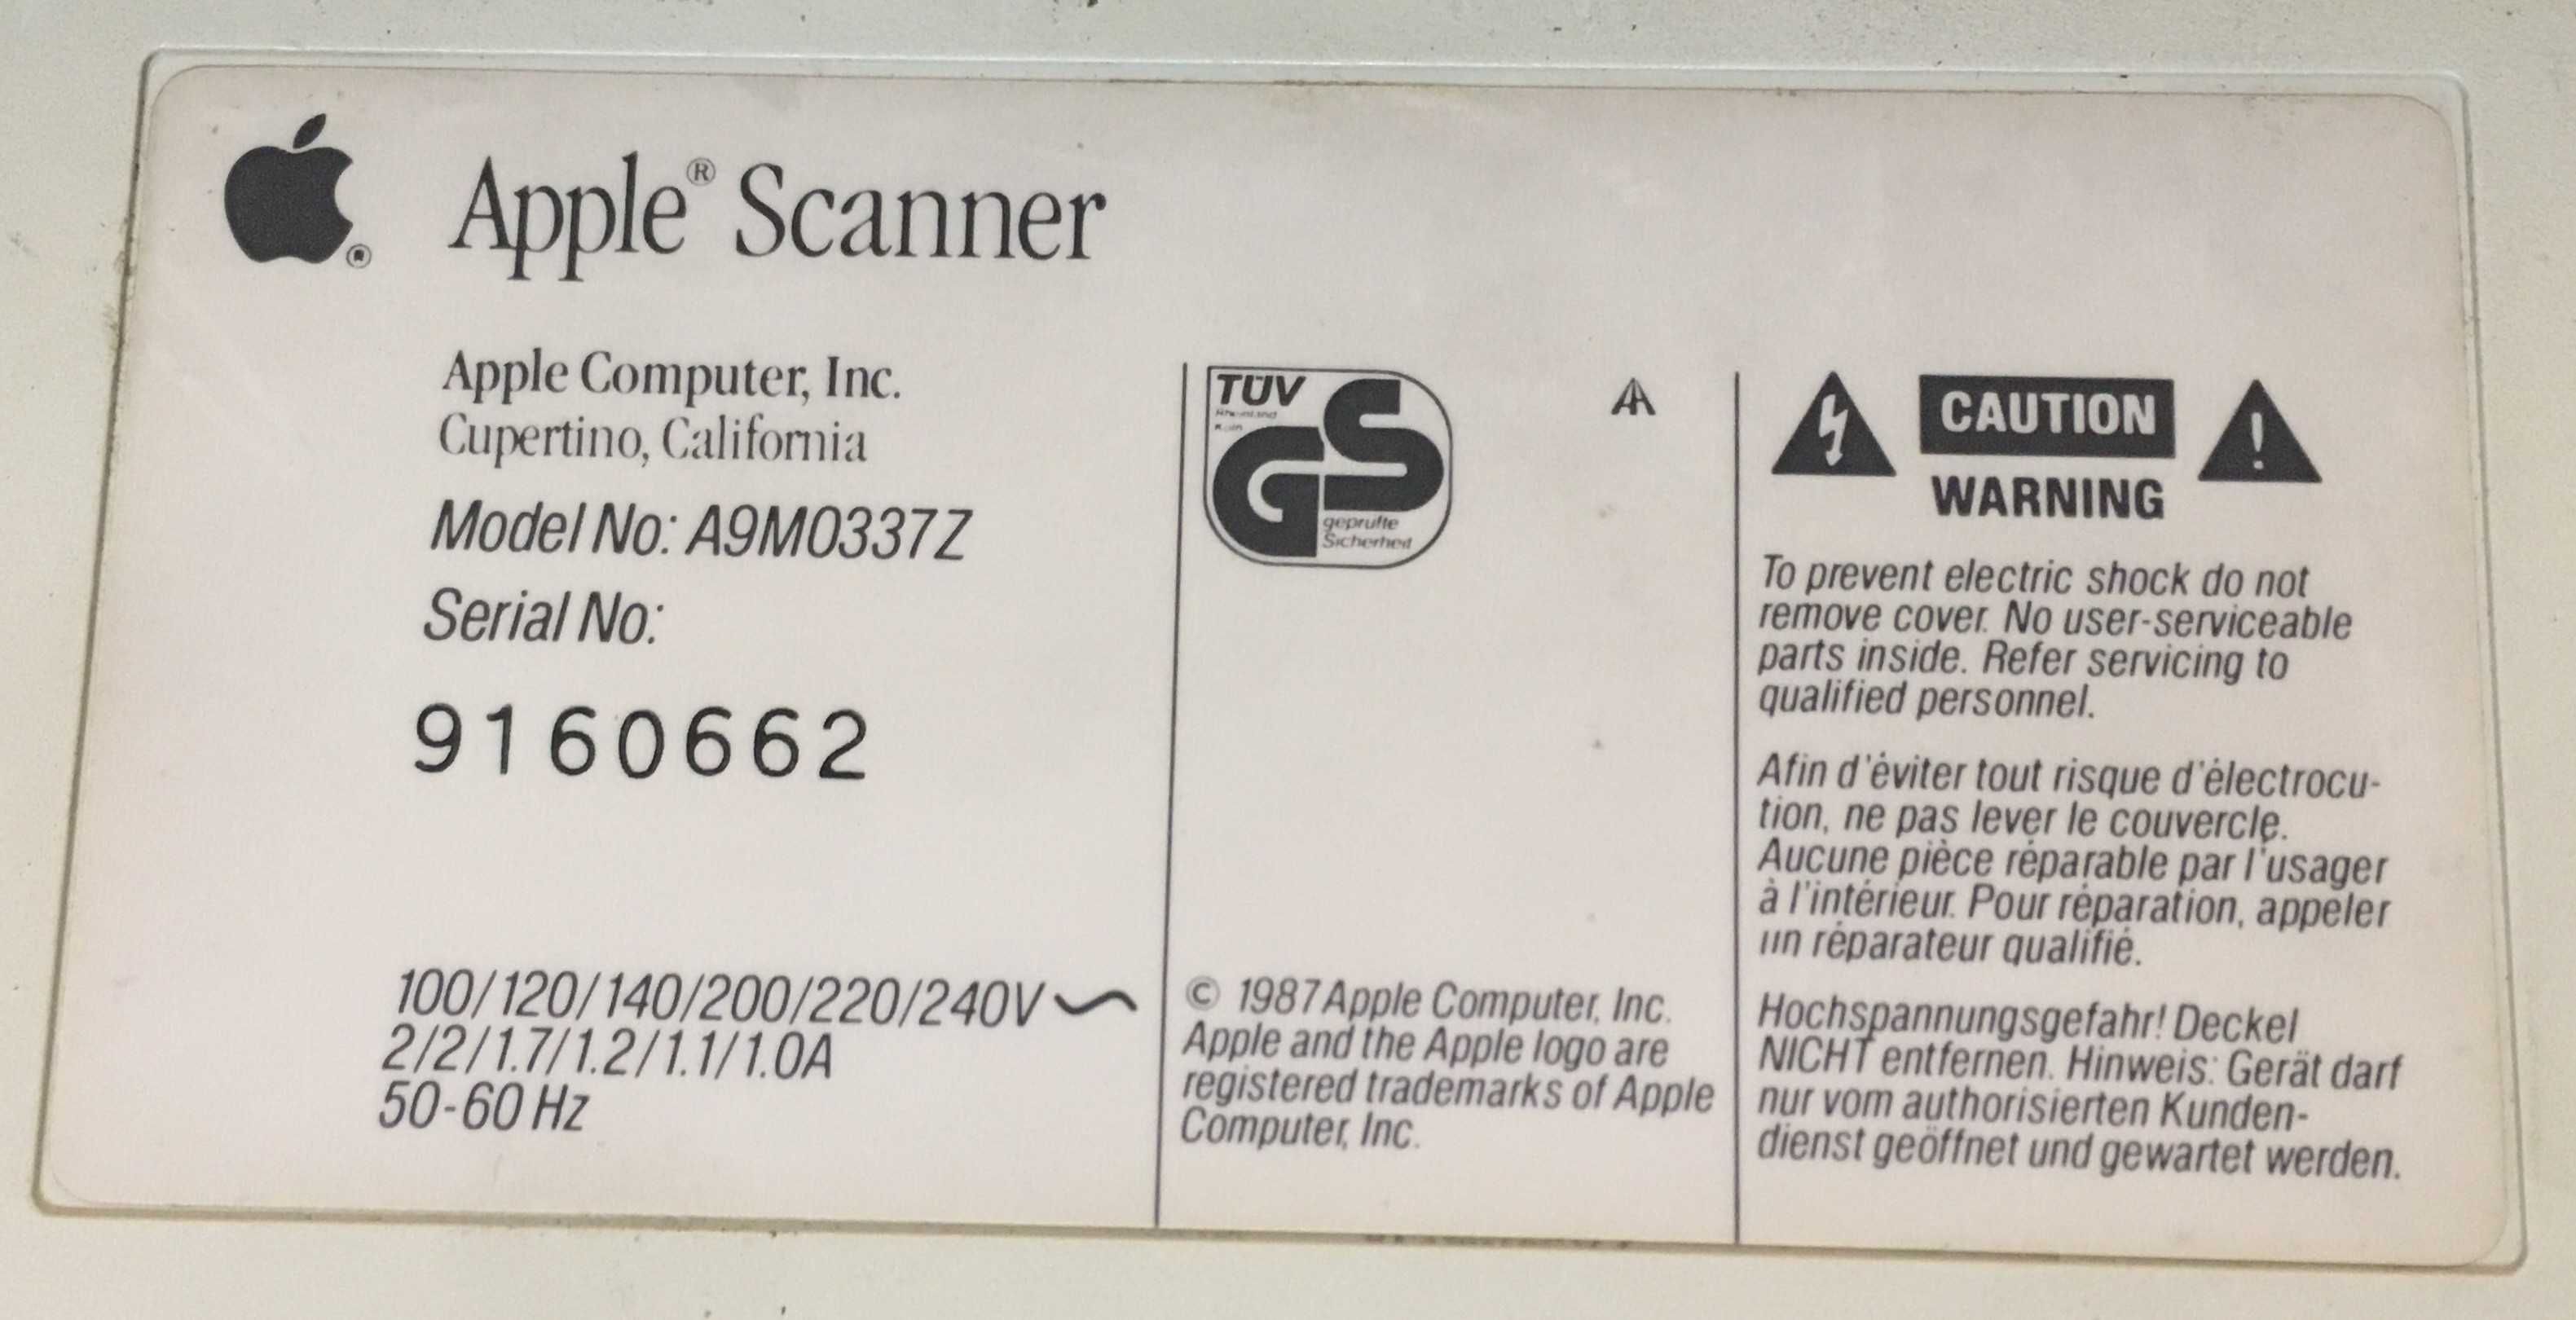 Apple® Scanner
Apple Computer, Inc.
Cupertino, California
Model No: A9M0337Z
Serial No:
9160662
100/120/140/200/220/240V
2/2/1.7/1.2/1.1/1.0A
50-60 Hz
TÜV
Rheinland
Köln
GS
geprüfte
Sicherheit
© 1987 Apple Computer, Inc.
Apple and the Apple logo are
registered trademarks of Apple
Computer, Inc.
CAUTION
WARNING
To prevent electric shock do not
remove cover. No user-serviceable
parts inside. Refer servicing to
qualified personnel.
Afin d'éviter tout risque d'électrocu-
tion, ne pas lever le couvercle.
Aucune pièce réparable par l'usager
à l'intérieur. Pour réparation, appeler
un réparateur qualifié.
Hochspannungsgefahr! Deckel
NICHT entfernen. Hinweis: Gerät darf
nur vom authorisierten Kunden-
dienst geöffnet und gewartet werden.